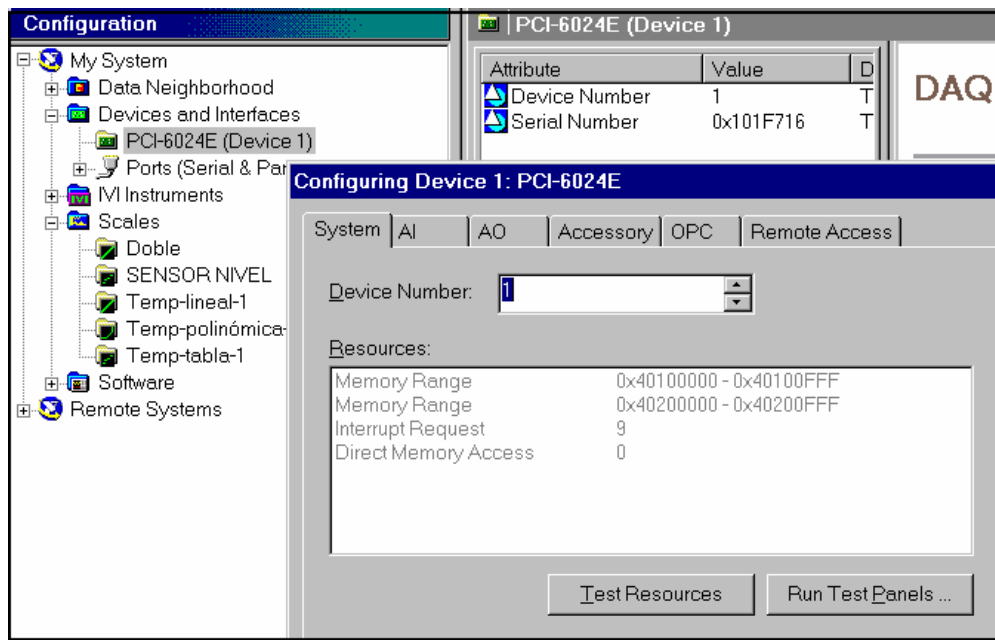 Configuration
My System
Data Neighborhood
Devices and Interfaces
PCI-6024E (Device 1)
Ports (Serial & Par
IVI Instruments
Scales
Doble
SENSOR NIVEL
Temp-lineal-1
Temp-polinómica-
Temp-tabla-1
Software
Remote Systems
PCI-6024E (Device 1)
Attribute Value D
Device Number 1 T
Serial Number 0x101F716 T
DAQ
Configuring Device 1: PCI-6024E
System AI AO Accessory OPC Remote Access
Device Number: 1
Resources:
Memory Range 0x40100000 - 0x40100FFF
Memory Range 0x40200000 - 0x40200FFF
Interrupt Request 9
Direct Memory Access 0
Test Resources Run Test Panels ...